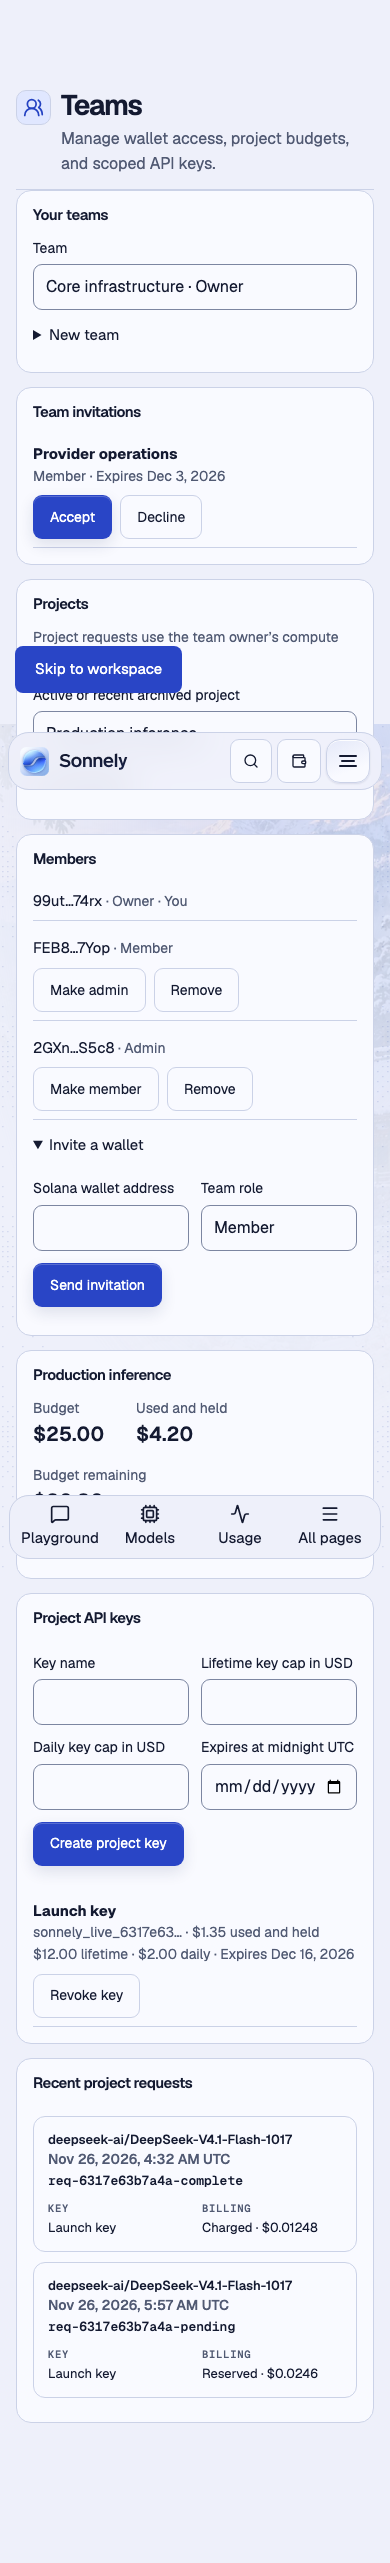 Teams
Manage wallet access, project budgets,
and scoped API keys.
Your teams
Team
Core infrastructure · Owner
New team
Team invitations
Provider operations
Member · Expires Dec 3, 2026
Accept
Decline
Projects
Project requests use the team owner's compute
Skip to workspace
Active or recent archived project
Production inference
Sonnely
Members
99ut...74rx · Owner · You
FEB8...7Yop · Member
Make admin
Remove
2GXn...S5c8 · Admin
Make member
Remove
Invite a wallet
Solana wallet address
Team role
Member
Send invitation
Production inference
Budget
Used and held
$25.00
$4.20
Budget remaining
Playground
Models
Usage
All pages
Project API keys
Key name
Lifetime key cap in USD
Daily key cap in USD
Expires at midnight UTC
mm/dd/yyyy
Create project key
Launch key
sonnely_live_6317e63... · $1.35 used and held
$12.00 lifetime · $2.00 daily · Expires Dec 16, 2026
Revoke key
Recent project requests
deepseek-ai/DeepSeek-V4.1-Flash-1017
Nov 26, 2026, 4:32 AM UTC
req-6317e63b7a4a-complete
KEY
BILLING
Launch key
Charged · $0.01248
deepseek-ai/DeepSeek-V4.1-Flash-1017
Nov 26, 2026, 5:57 AM UTC
req-6317e63b7a4a-pending
KEY
BILLING
Launch key
Reserved · $0.0246